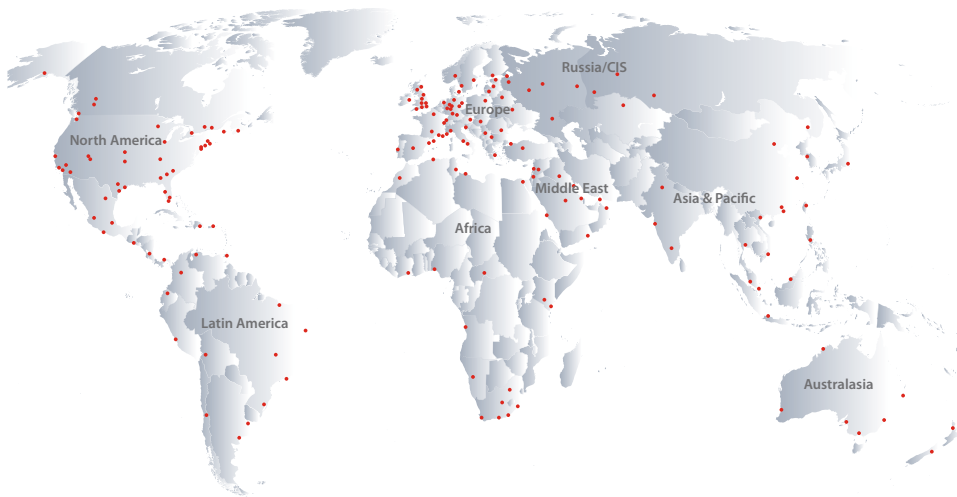 Russia/CIS
Europe
North America
Middle East
Asia & Pacific
Africa
Latin America
Australasia